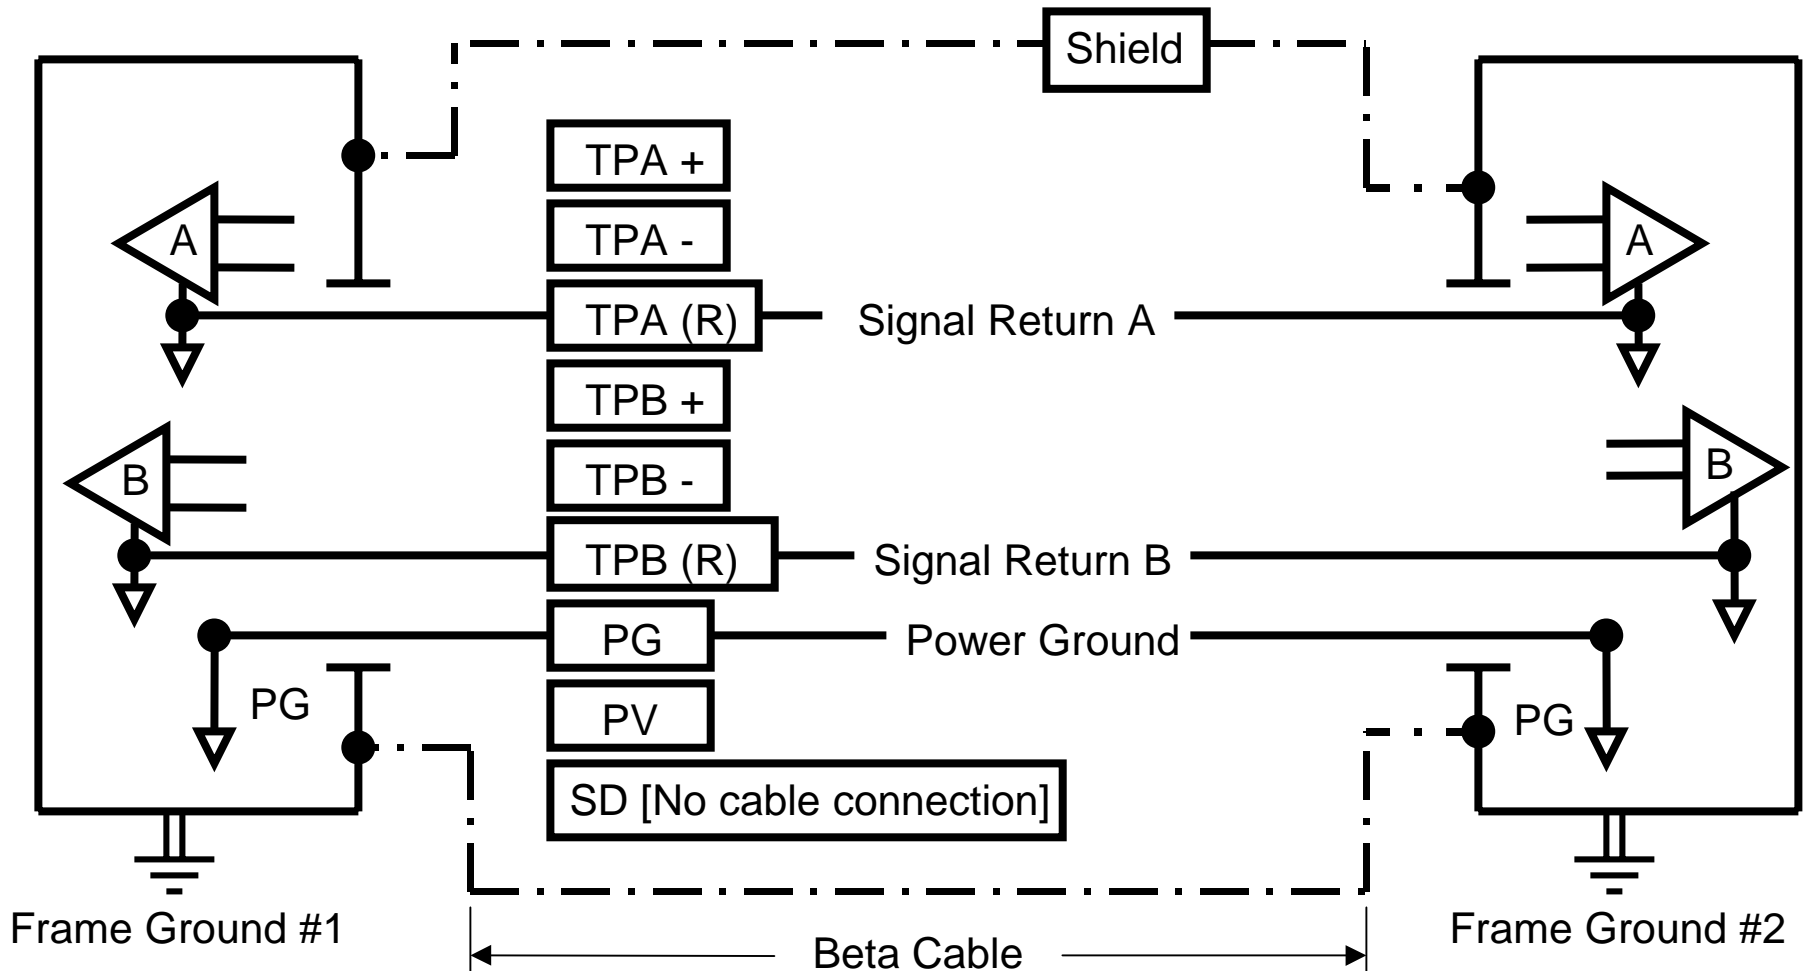 Shield
TPA +
A
TPA -
A
TPA (R)
Signal Return A
TPB +
B
TPB -
B
TPB (R)
Signal Return B
PG
Power Ground
PG
PV
PG
SD [No cable connection]
Frame Ground #1
Beta Cable
Frame Ground #2